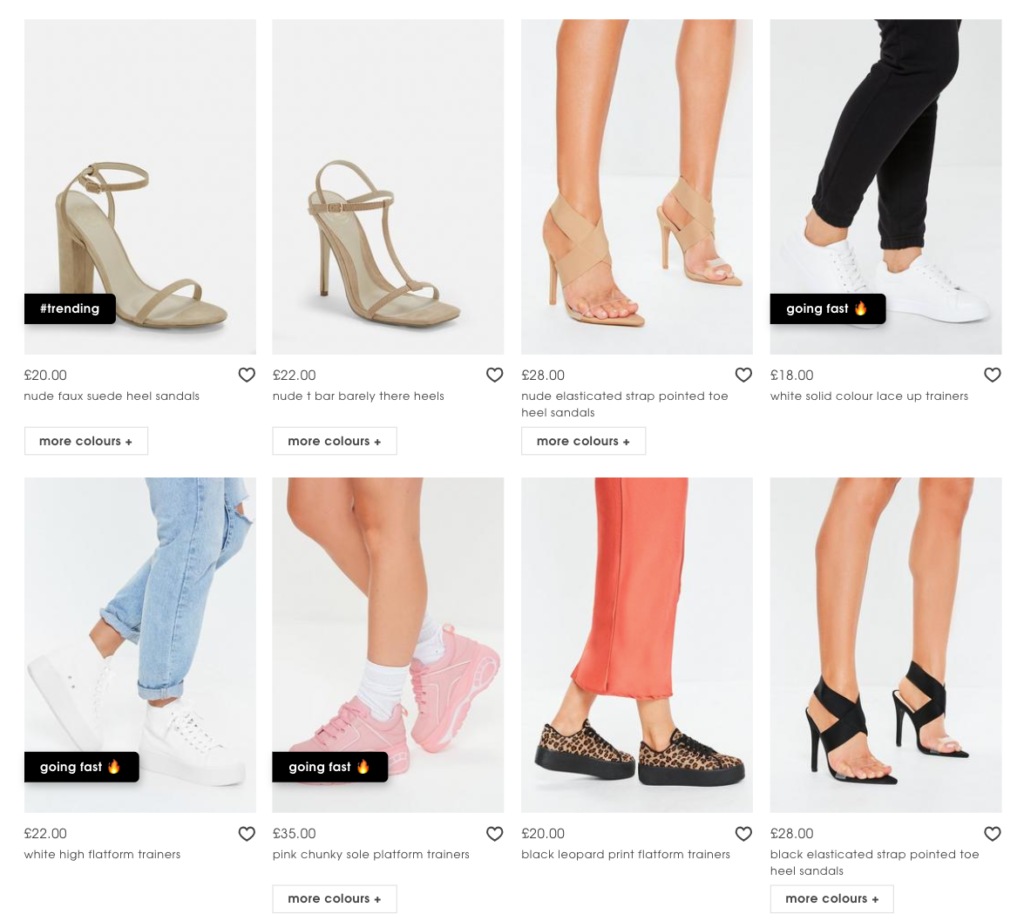 #trending
going fast 🔥
£20.00
£22.00
£28.00
£18.00
nude faux suede heel sandals
nude t bar barely there heels
nude elasticated strap pointed toe
heel sandals
white solid colour lace up trainers
more colours +
more colours +
more colours +
going fast 🔥
going fast 🔥
£22.00
£35.00
£20.00
£28.00
white high flatform trainers
pink chunky sole platform trainers
black leopard print flatform trainers
black elasticated strap pointed toe
heel sandals
more colours +
more colours +